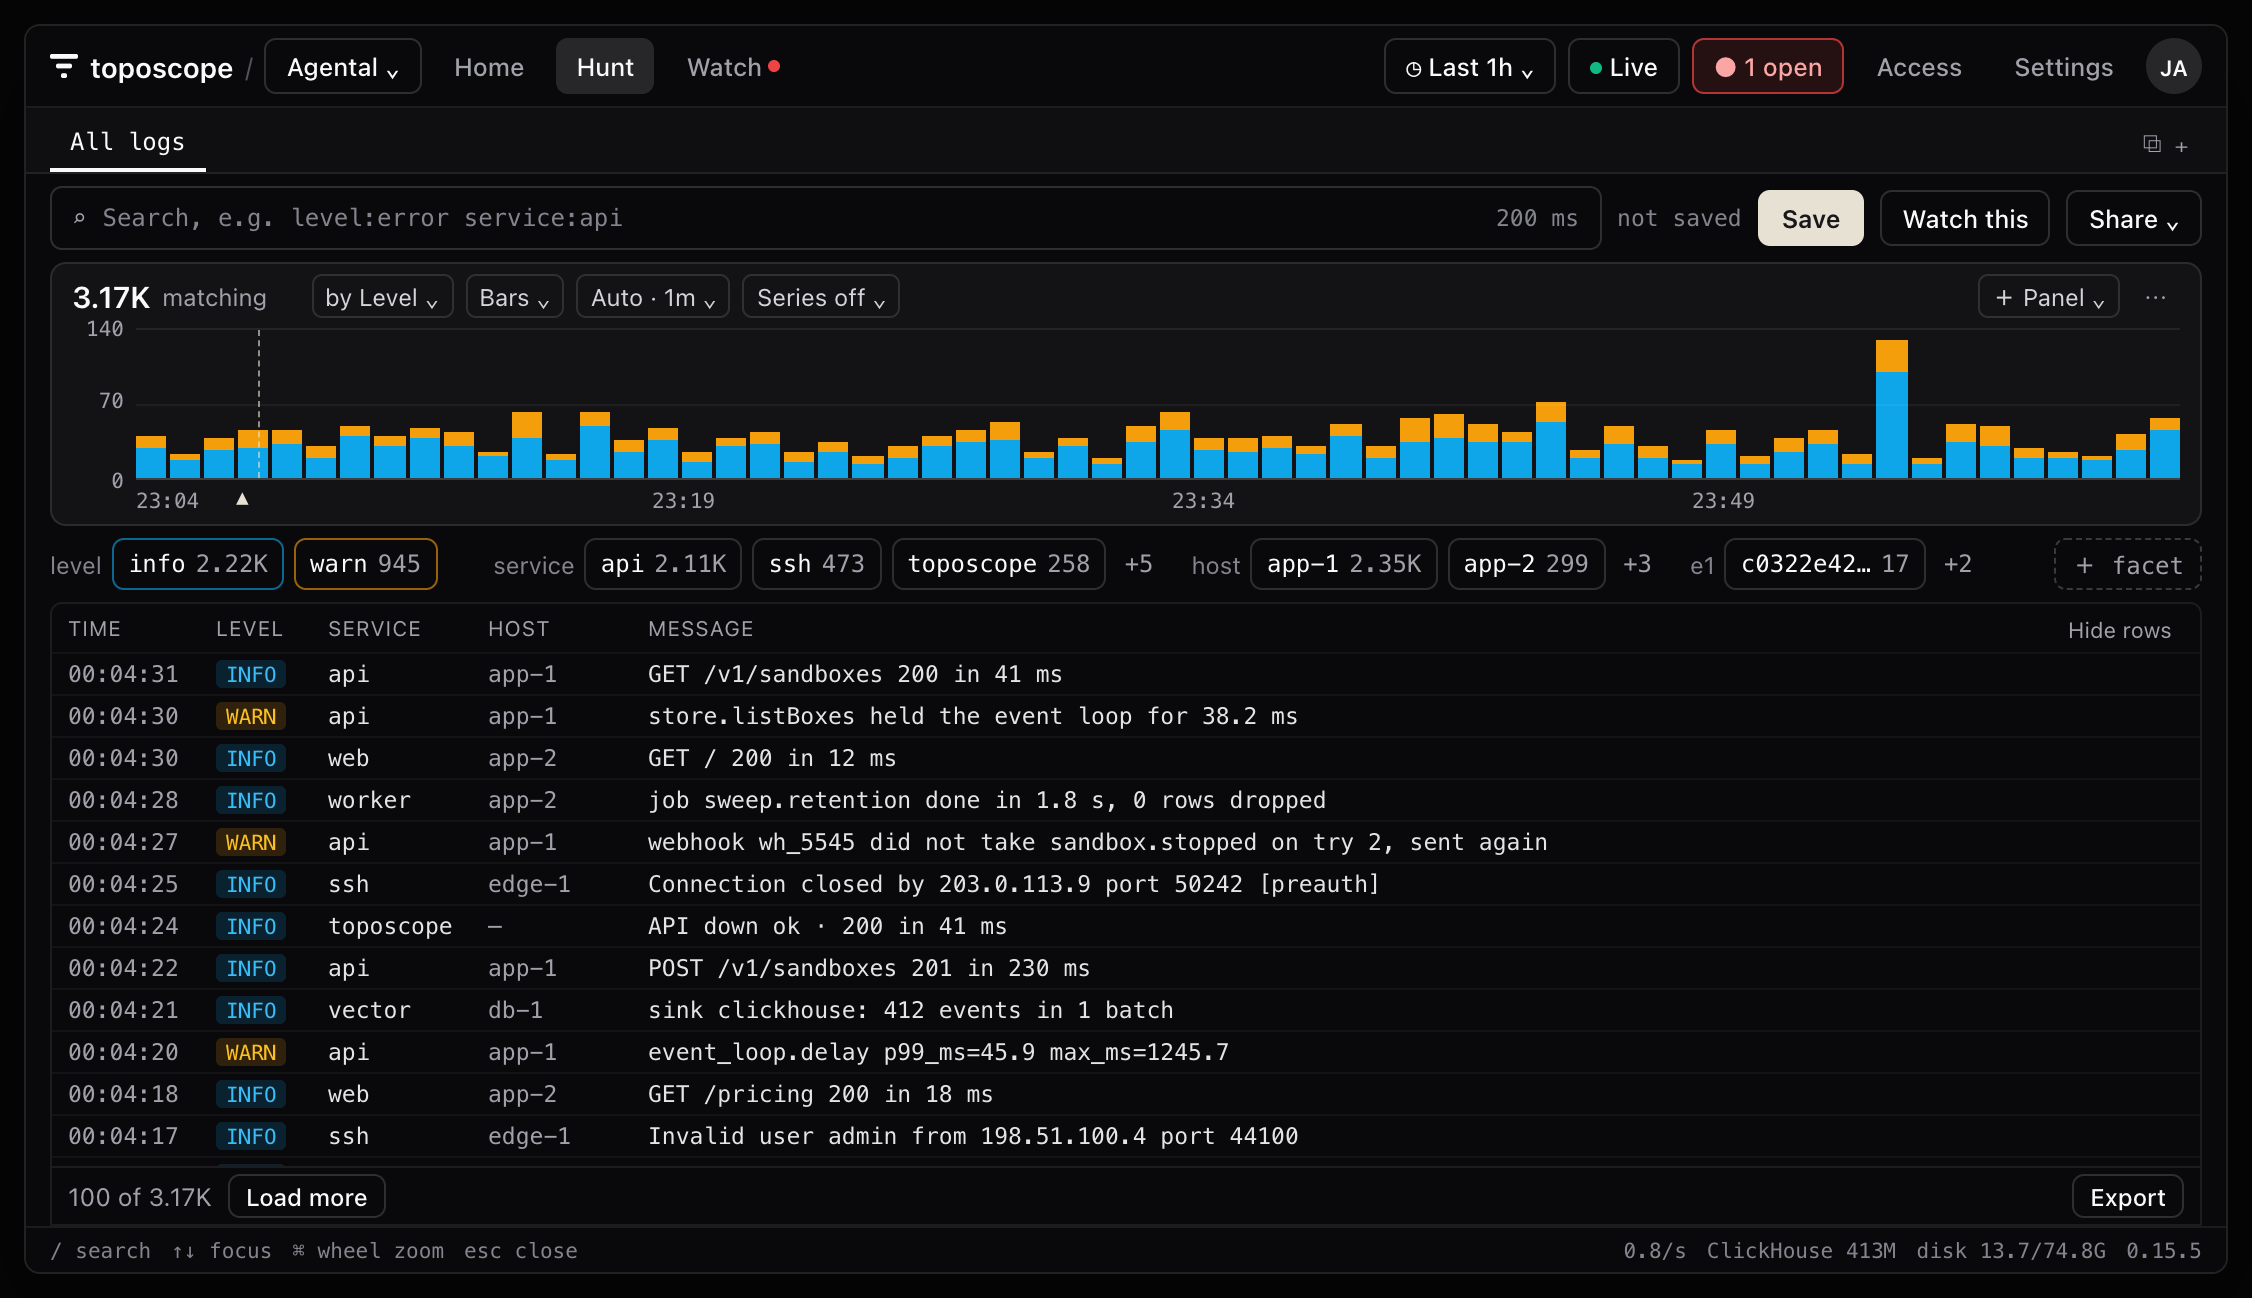 toposcope / Agental Home Hunt Watch Last 1h Live 1 open Access Settings JA
All logs +
Search, e.g. level:error service:api 200 ms not saved Save Watch this Share
3.17K matching by Level Bars Auto · 1m Series off + Panel ···
140
70
0
23:04 23:19 23:34 23:49
level info 2.22K warn 945 service api 2.11K ssh 473 toposcope 258 +5 host app-1 2.35K app-2 299 +3 e1 c0322e42… 17 +2 + facet
TIME LEVEL SERVICE HOST MESSAGE Hide rows
00:04:31 INFO api app-1 GET /v1/sandboxes 200 in 41 ms
00:04:30 WARN api app-1 store.listBoxes held the event loop for 38.2 ms
00:04:30 INFO web app-2 GET / 200 in 12 ms
00:04:28 INFO worker app-2 job sweep.retention done in 1.8 s, 0 rows dropped
00:04:27 WARN api app-1 webhook wh_5545 did not take sandbox.stopped on try 2, sent again
00:04:25 INFO ssh edge-1 Connection closed by 203.0.113.9 port 50242 [preauth]
00:04:24 INFO toposcope — API down ok · 200 in 41 ms
00:04:22 INFO api app-1 POST /v1/sandboxes 201 in 230 ms
00:04:21 INFO vector db-1 sink clickhouse: 412 events in 1 batch
00:04:20 WARN api app-1 event_loop.delay p99_ms=45.9 max_ms=1245.7
00:04:18 INFO web app-2 GET /pricing 200 in 18 ms
00:04:17 INFO ssh edge-1 Invalid user admin from 198.51.100.4 port 44100
100 of 3.17K Load more Export
/ search ↑↓ focus ⌘ wheel zoom esc close 0.8/s ClickHouse 413M disk 13.7/74.8G 0.15.5